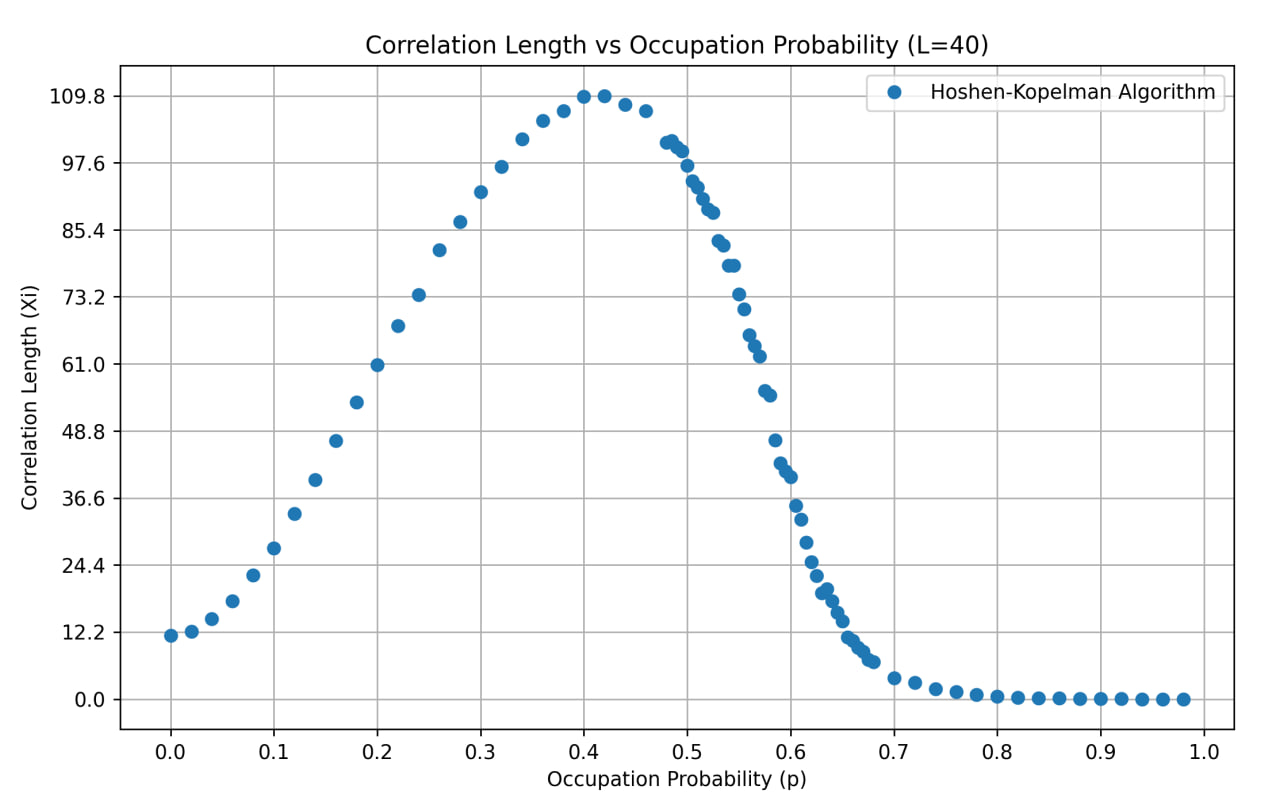 Correlation Length vs Occupation Probability (L=40)
Hoshen-Kopelman Algorithm
Correlation Length (Xi)
109.8
97.6
85.4
73.2
61.0
48.8
36.6
24.4
12.2
0.0
0.0 0.1 0.2 0.3 0.4 0.5 0.6 0.7 0.8 0.9 1.0
Occupation Probability (p)